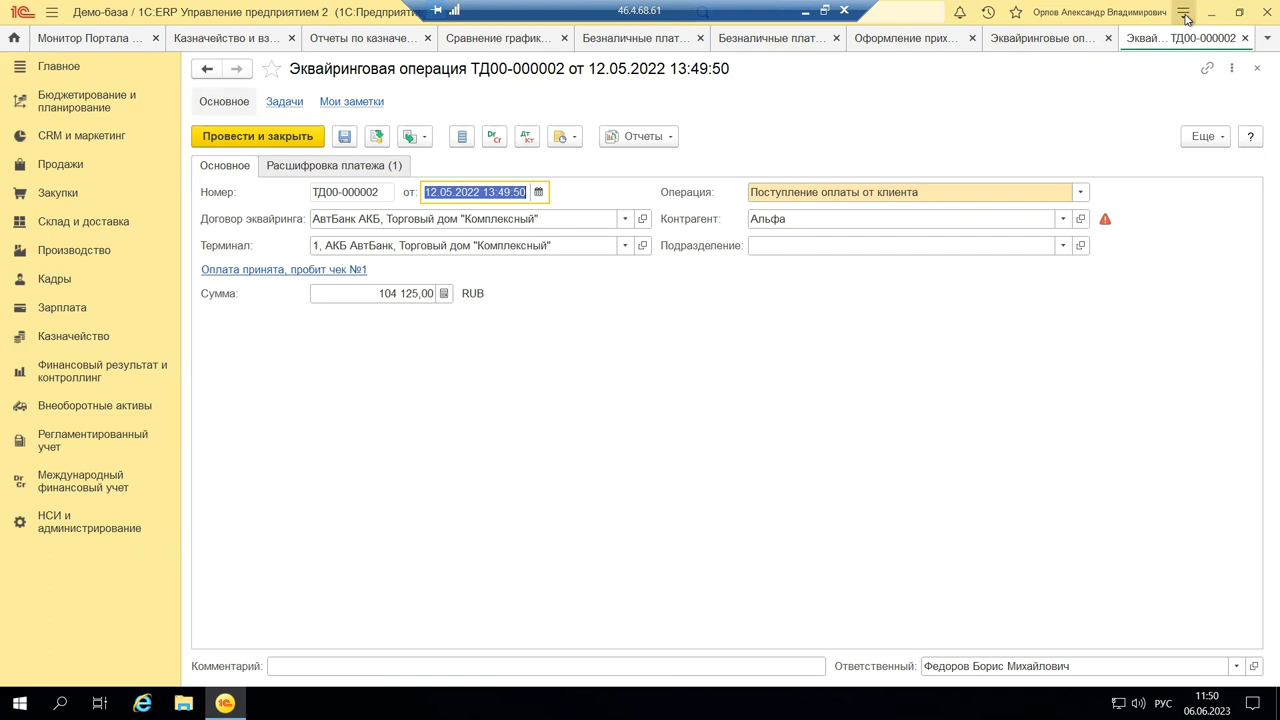 Демо-база / 1С:ERP Управление предприятием 2 (1С:Предприятие
46.4.68.61
Орлов Александр Владимирович
Монитор Портала ...
Казначейство и вз...
Отчеты по казначе...
Сравнение график...
Безналичные плат...
Безналичные плат...
Оформление прих...
Эквайринговые оп...
Эквай... ТД00-000002
Главное
Бюджетирование и
планирование
CRM и маркетинг
Продажи
Закупки
Склад и доставка
Производство
Кадры
Зарплата
Казначейство
Финансовый результат и
контроллинг
Внеоборотные активы
Регламентированный
учет
Международный
финансовый учет
НСИ и
администрирование
Эквайринговая операция ТД00-000002 от 12.05.2022 13:49:50
Основное Задачи Мои заметки
Провести и закрыть Dr Cr Дт Кт Отчеты Еще ?
Основное Расшифровка платежа (1)
Номер: ТД00-000002 от: 12.05.2022 13:49:50 Операция: Поступление оплаты от клиента
Договор эквайринга: АвтБанк АКБ, Торговый дом "Комплексный" Контрагент: Альфа
Терминал: 1, АКБ АвтБанк, Торговый дом "Комплексный" Подразделение:
Оплата принята, пробит чек №1
Сумма: 104 125,00 RUB
Комментарий: Ответственный: Федоров Борис Михайлович
РУС
11:50
06.06.2023